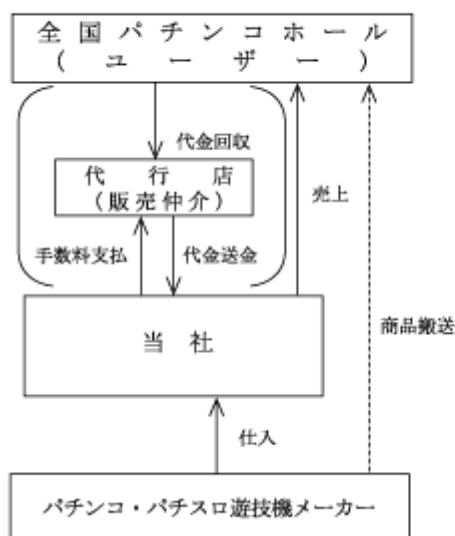 全国パチンコホール
(ユーザー)
代金回収
代行店
(販売仲介)
売上
手数料支払
代金送金
商品搬送
当社
仕入
パチンコ・パチスロ遊技機メーカー